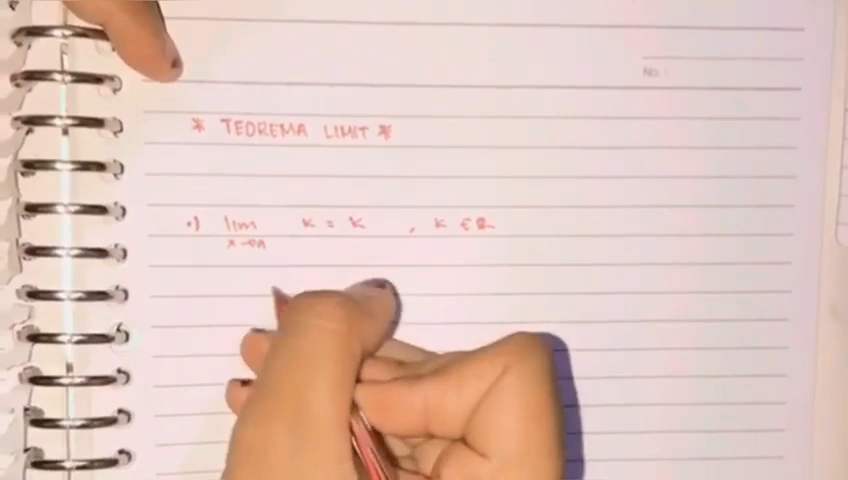 No :
* TEOREMA LIMIT *
•) lim K = K , K ∈ R
x→A